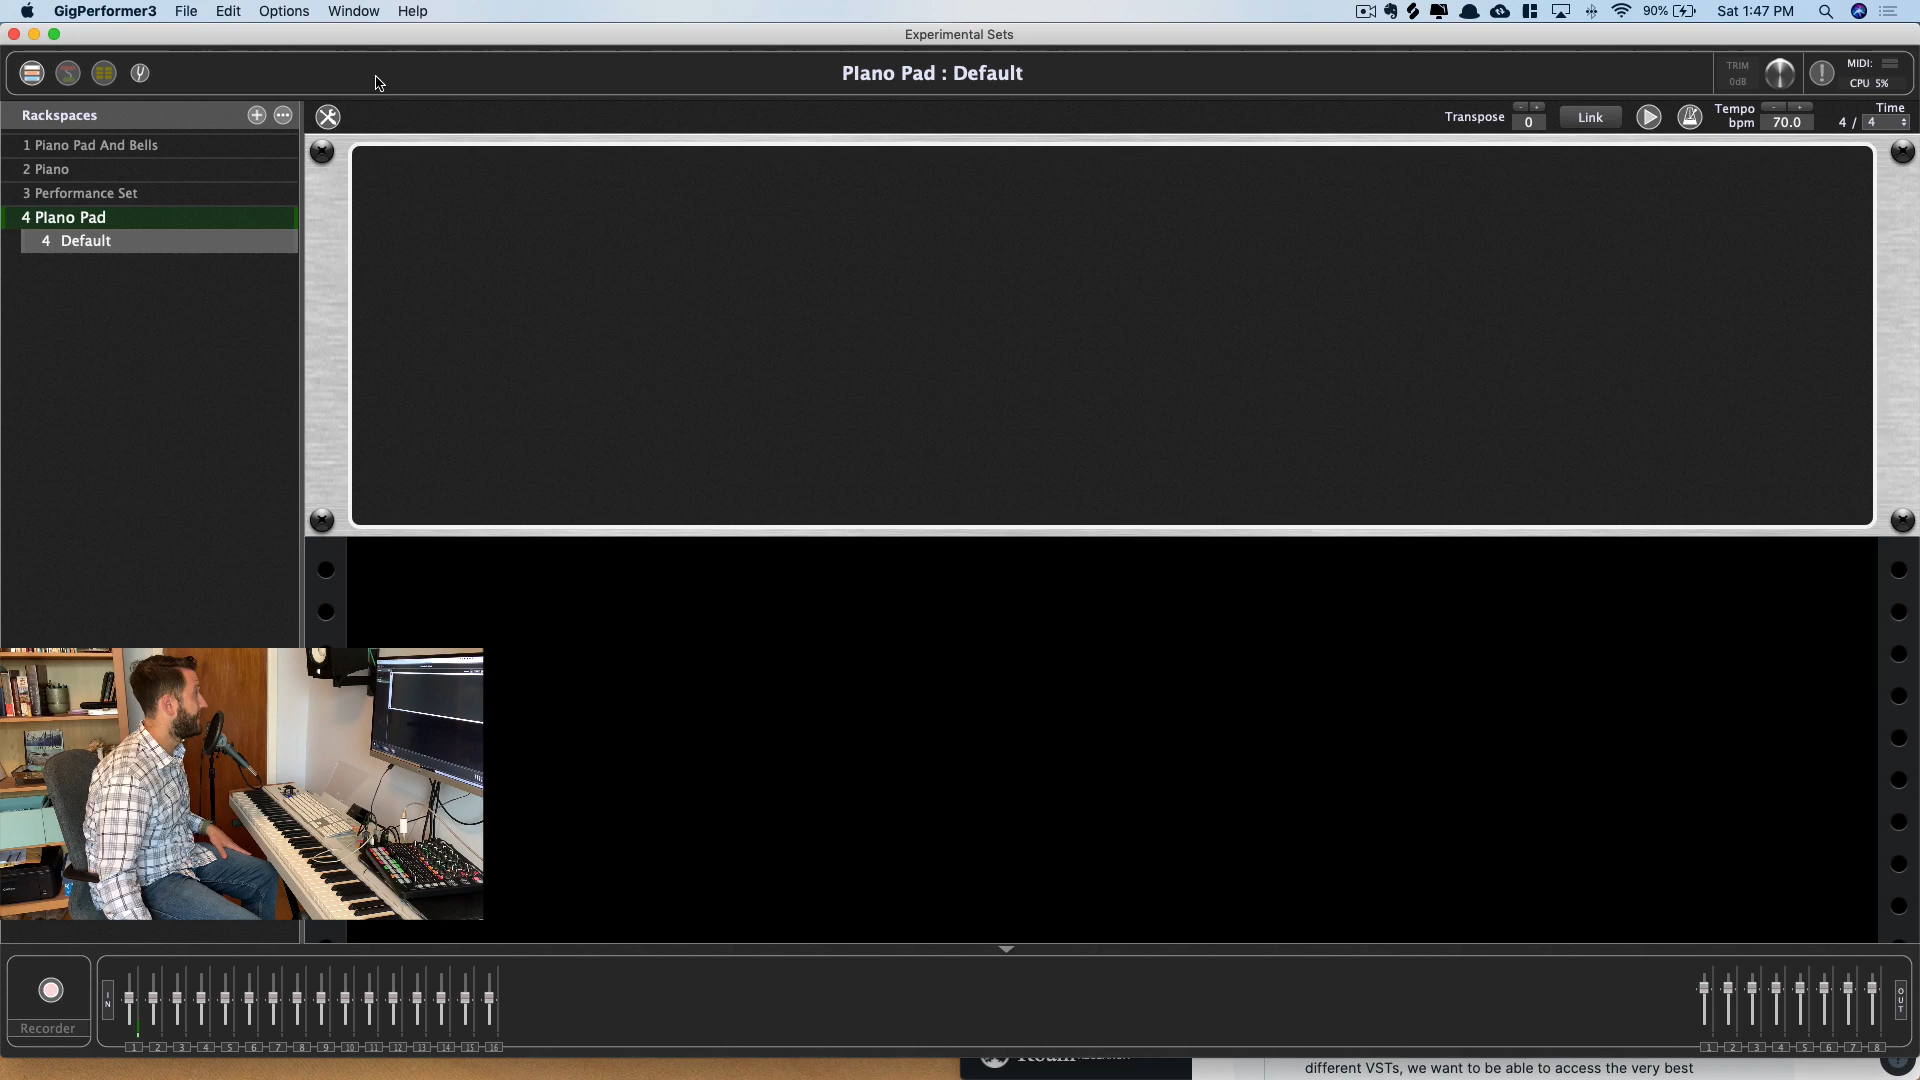 GigPerformer3 File Edit Options Window Help
90% Sat 1:47 PM
Experimental Sets
PIano Pad : Default
TRIM
0dB
MIDI:
CPU 5%
Rackspaces
Transpose 0
Link
Tempo
bpm 70.0
Time
4 / 4
1 Piano Pad And Bells
2 Piano
3 Performance Set
4 PIano Pad
4 Default
Recorder
IN
1 2 3 4 5 6 7 8 9 10 11 12 13 14 15 16
1 2 3 4 5 6 7 8
OUT
different VSTs, we want to be able to access the very best